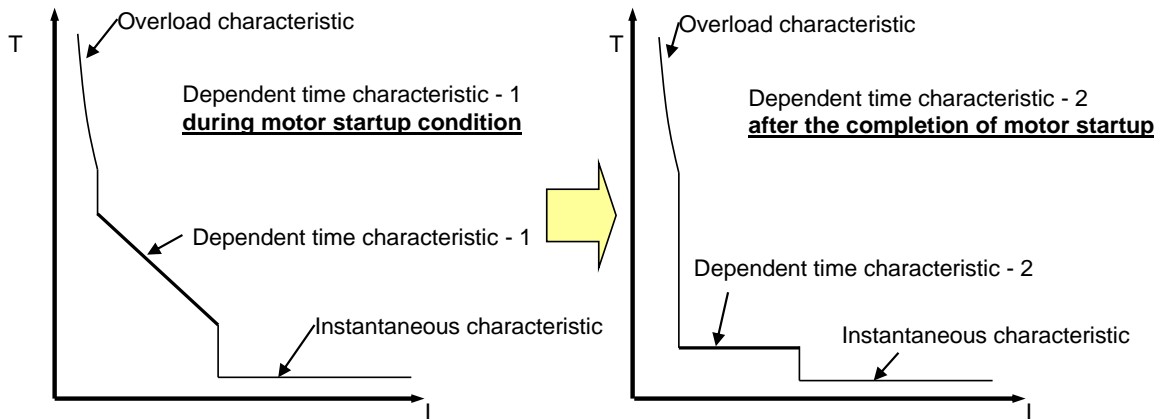 T
Overload characteristic
Dependent time characteristic - 1
during motor startup condition
Dependent time characteristic - 1
Instantaneous characteristic
I
T
Overload characteristic
Dependent time characteristic - 2
after the completion of motor startup
Dependent time characteristic - 2
Instantaneous characteristic
I